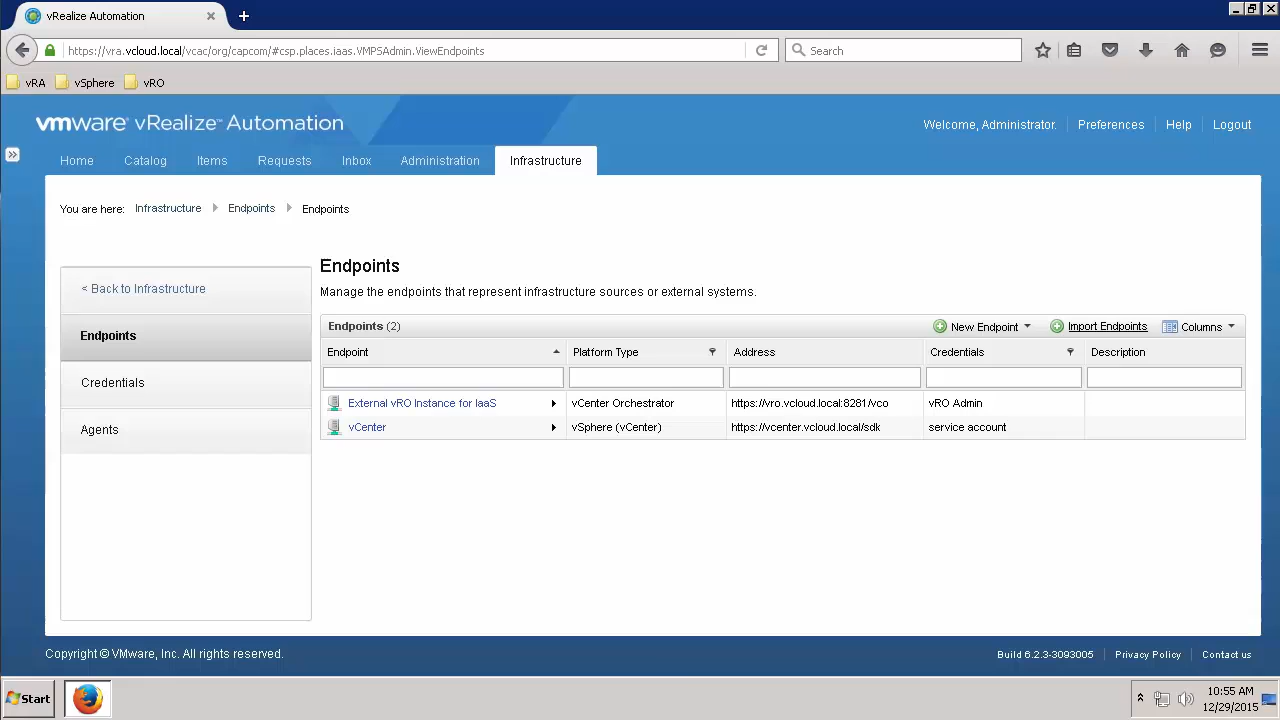 vRealize Automation
https://vra.vcloud.local/vcac/org/capcom/#csp.places.iaas.VMPSAdmin.ViewEndpoints
Search
vRA vSphere vRO
vmware® vRealize™ Automation
Welcome, Administrator. Preferences Help Logout
Home Catalog Items Requests Inbox Administration Infrastructure
You are here: Infrastructure Endpoints Endpoints
< Back to Infrastructure
Endpoints
Credentials
Agents
Endpoints
Manage the endpoints that represent infrastructure sources or external systems.
Endpoints (2) New Endpoint Import Endpoints Columns
Endpoint Platform Type Address Credentials Description
External vRO Instance for IaaS vCenter Orchestrator https://vro.vcloud.local:8281/vco vRO Admin
vCenter vSphere (vCenter) https://vcenter.vcloud.local/sdk service account
Copyright © VMware, Inc. All rights reserved. Build 6.2.3-3093005 Privacy Policy Contact us
Start 10:55 AM
12/29/2015